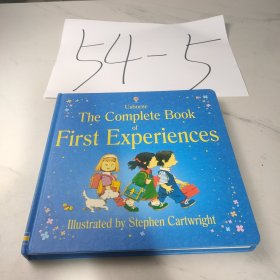 54-5
Usborne
The Complete Book
of
First Experiences
Illustrated by Stephen Cartwright